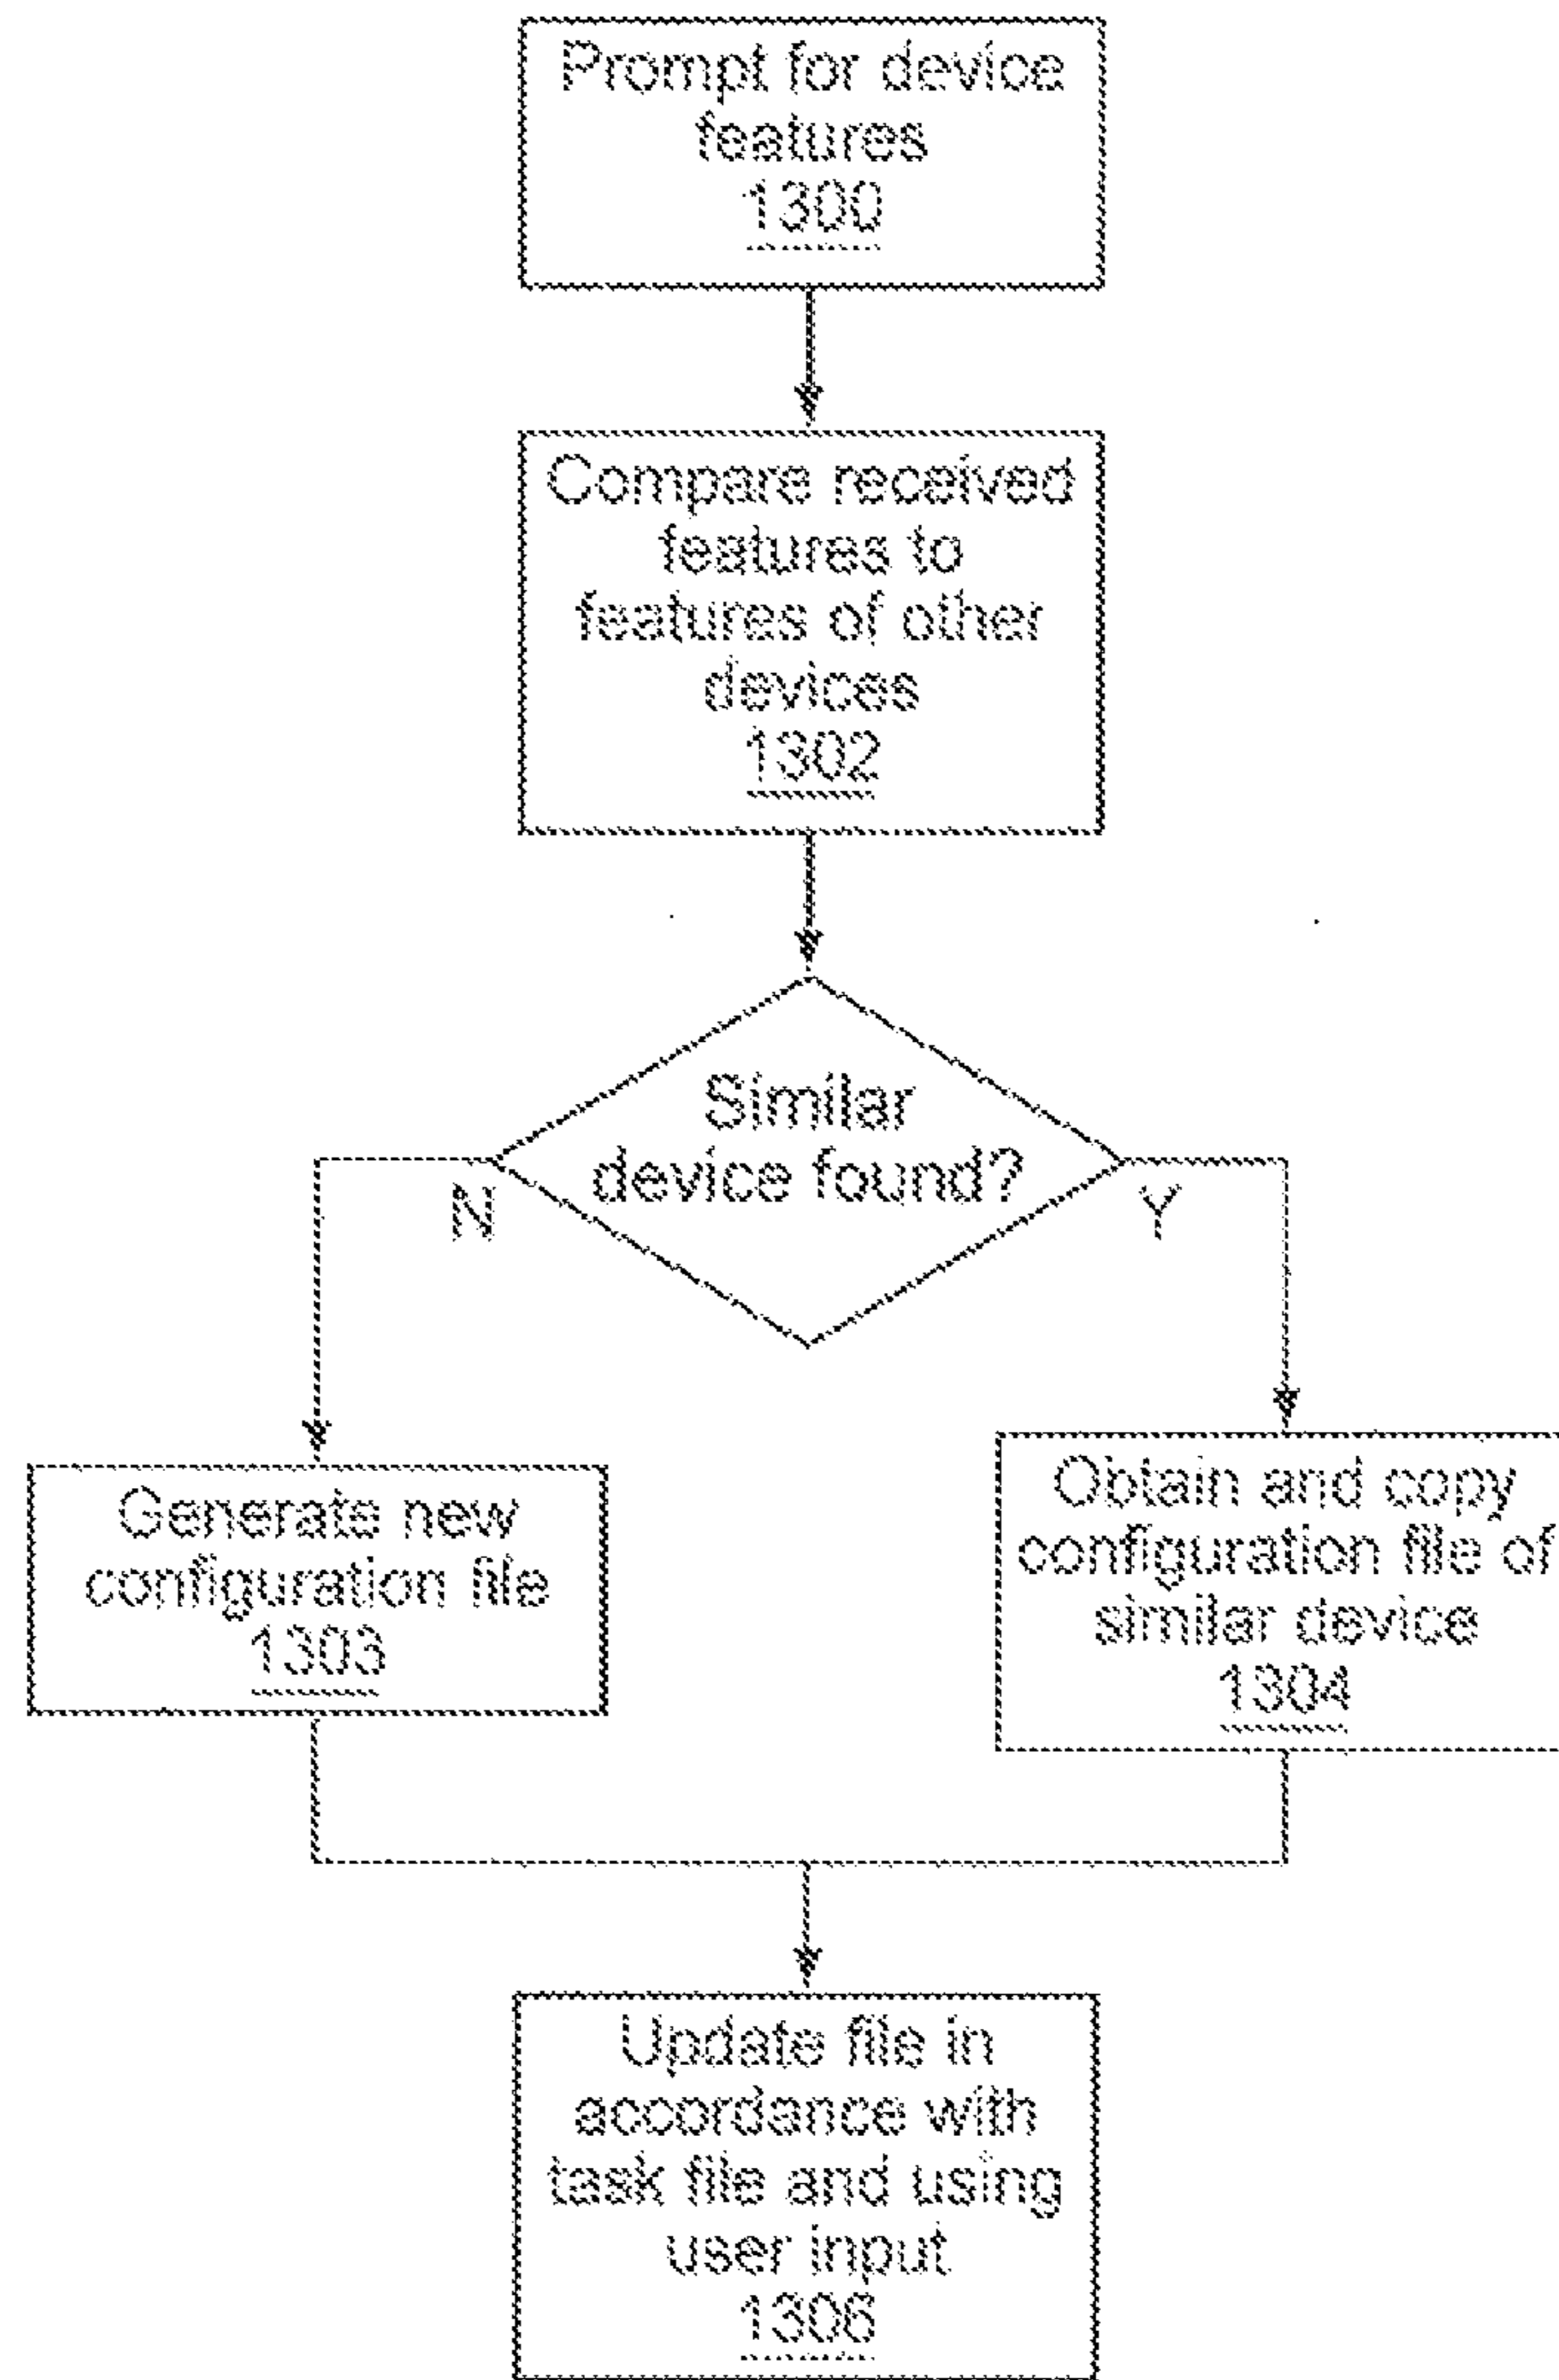 Prompt for device
features
1300
Compare received
features to
features of other
devices
1302
Similar
device found?
N
Y
Generate new
configuration file
1303
Obtain and copy
configuration file of
similar device
1304
Update file in
accordance with
task file and using
user input
1306